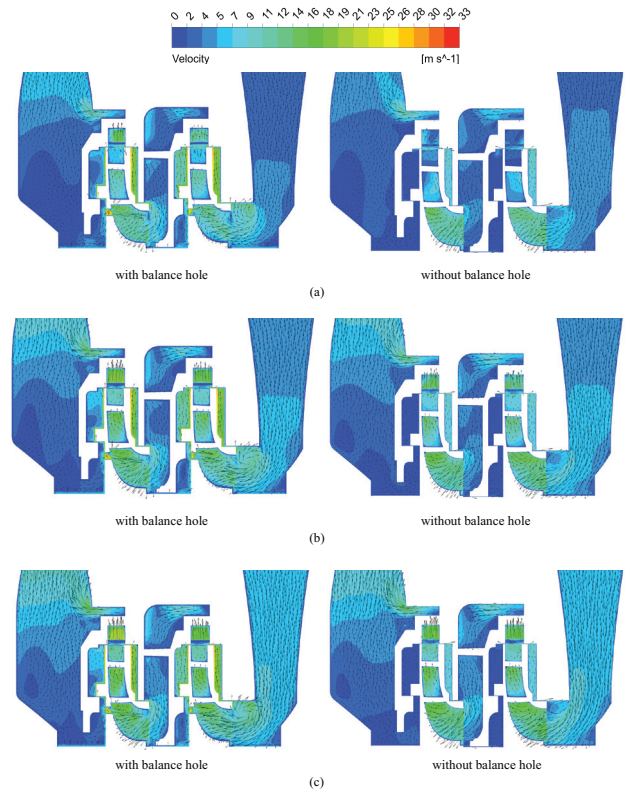 0 2 4 5 7 9 11 12 14 16 18 19 21 23 25 26 28 30 32 33
Velocity [m s^-1]
with balance hole without balance hole
(a)
with balance hole without balance hole
(b)
with balance hole without balance hole
(c)